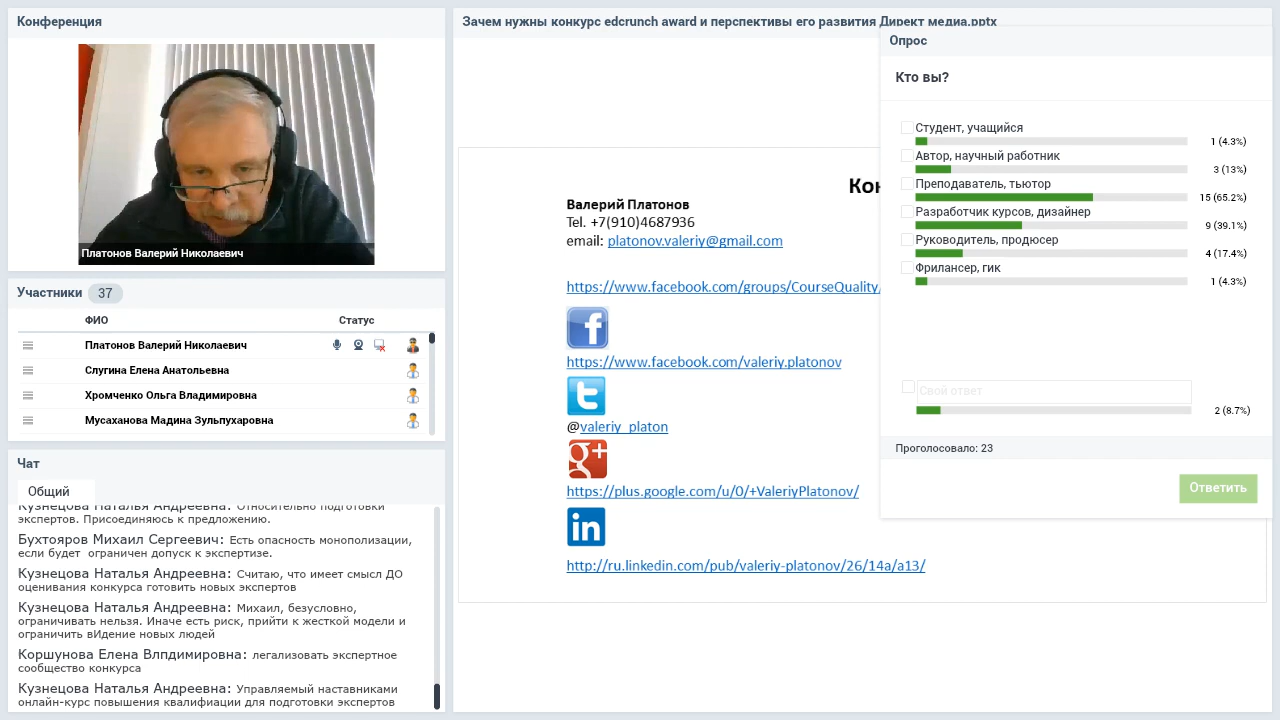 Конференция
Платонов Валерий Николаевич
Участники 37
ФИО Статус
Платонов Валерий Николаевич
Слугина Елена Анатольевна
Хромченко Ольга Владимировна
Мусаханова Мадина Зульпухаровна
Чат
Общий
Кузнецова Наталья Андреевна: Относительно подготовки
экспертов. Присоединяюсь к предложению.
Бухтояров Михаил Сергеевич: Есть опасность монополизации,
если будет ограничен допуск к экспертизе.
Кузнецова Наталья Андреевна: Считаю, что имеет смысл ДО
оценивания конкурса готовить новых экспертов
Кузнецова Наталья Андреевна: Михаил, безусловно,
ограничивать нельзя. Иначе есть риск, прийти к жесткой модели и
ограничить вИдение новых людей
Коршунова Елена Влпдимировна: легализовать экспертное
сообщество конкурса
Кузнецова Наталья Андреевна: Управляемый наставниками
онлайн-курс повышения квалифиации для подготовки экспертов
Зачем нужны конкурс edcrunch award и перспективы его развития Директ медиа.pptx
Кон
Валерий Платонов
Tel. +7(910)4687936
email: platonov.valeriy@gmail.com
https://www.facebook.com/groups/CourseQuality/
f
https://www.facebook.com/valeriy.platonov
t
@valeriy_platon
g+
https://plus.google.com/u/0/+ValeriyPlatonov/
in
http://ru.linkedin.com/pub/valeriy-platonov/26/14a/a13/
Опрос
Кто вы?
Студент, учащийся
1 (4.3%)
Автор, научный работник
3 (13%)
Преподаватель, тьютор
15 (65.2%)
Разработчик курсов, дизайнер
9 (39.1%)
Руководитель, продюсер
4 (17.4%)
Фрилансер, гик
1 (4.3%)
Свой ответ
2 (8.7%)
Проголосовало: 23
Ответить